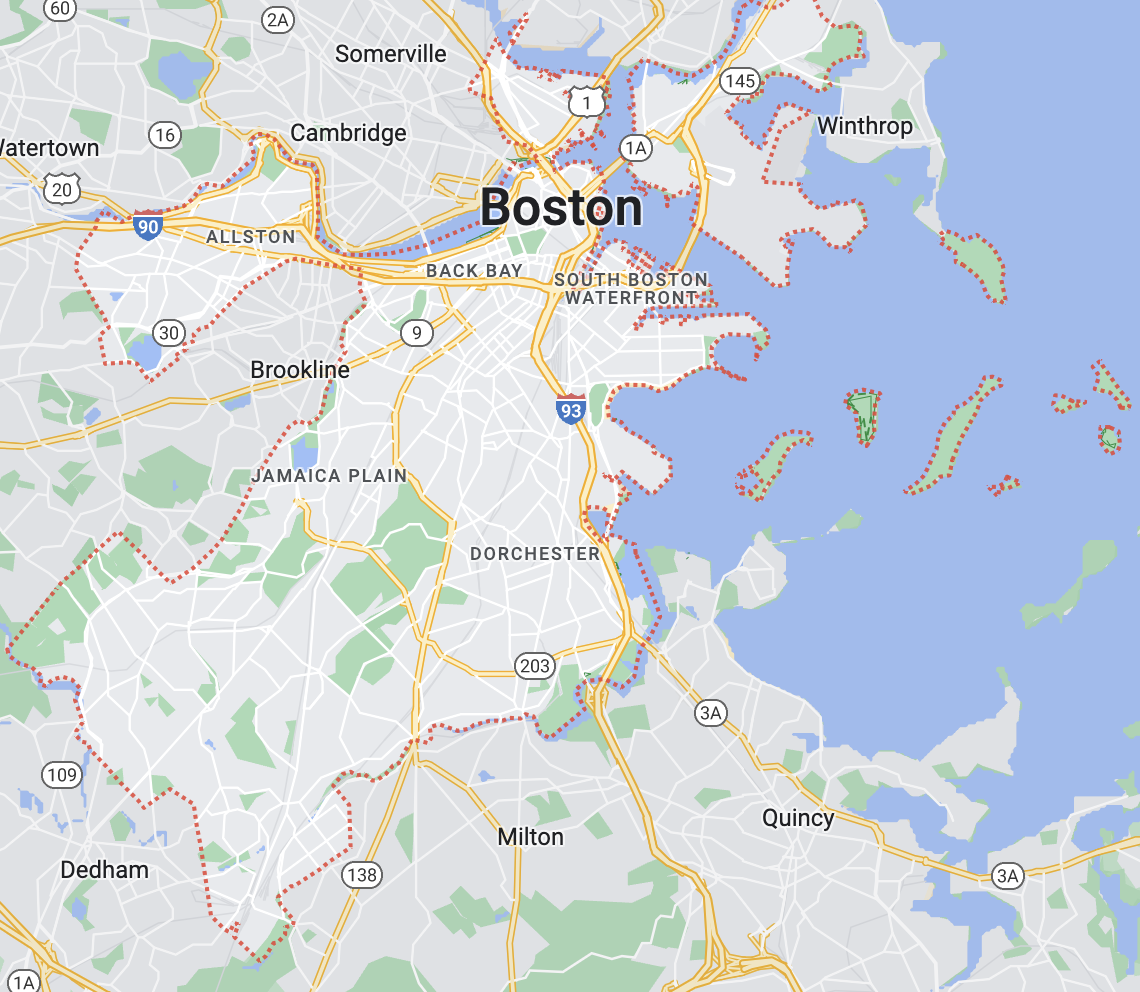 60
2A
Somerville
1
145
16
Cambridge
Winthrop
Watertown
1A
20
Boston
90
ALLSTON
BACK BAY
SOUTH BOSTON
WATERFRONT
30
9
Brookline
93
JAMAICA PLAIN
DORCHESTER
203
3A
109
Quincy
Milton
Dedham
138
3A
1A